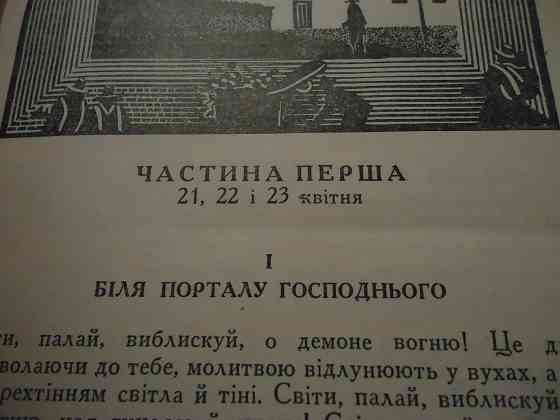 ЧАСТИНА ПЕРША
21, 22 і 23 квітня
I
БІЛЯ ПОРТАЛУ ГОСПОДНЬОГО
ти, палай, виблискуй, о демоне вогню! Це д
волаючи до тебе, молитвою відлунюють у вухах, а
рехтінням світла й тіні. Світи, палай, виблискуй